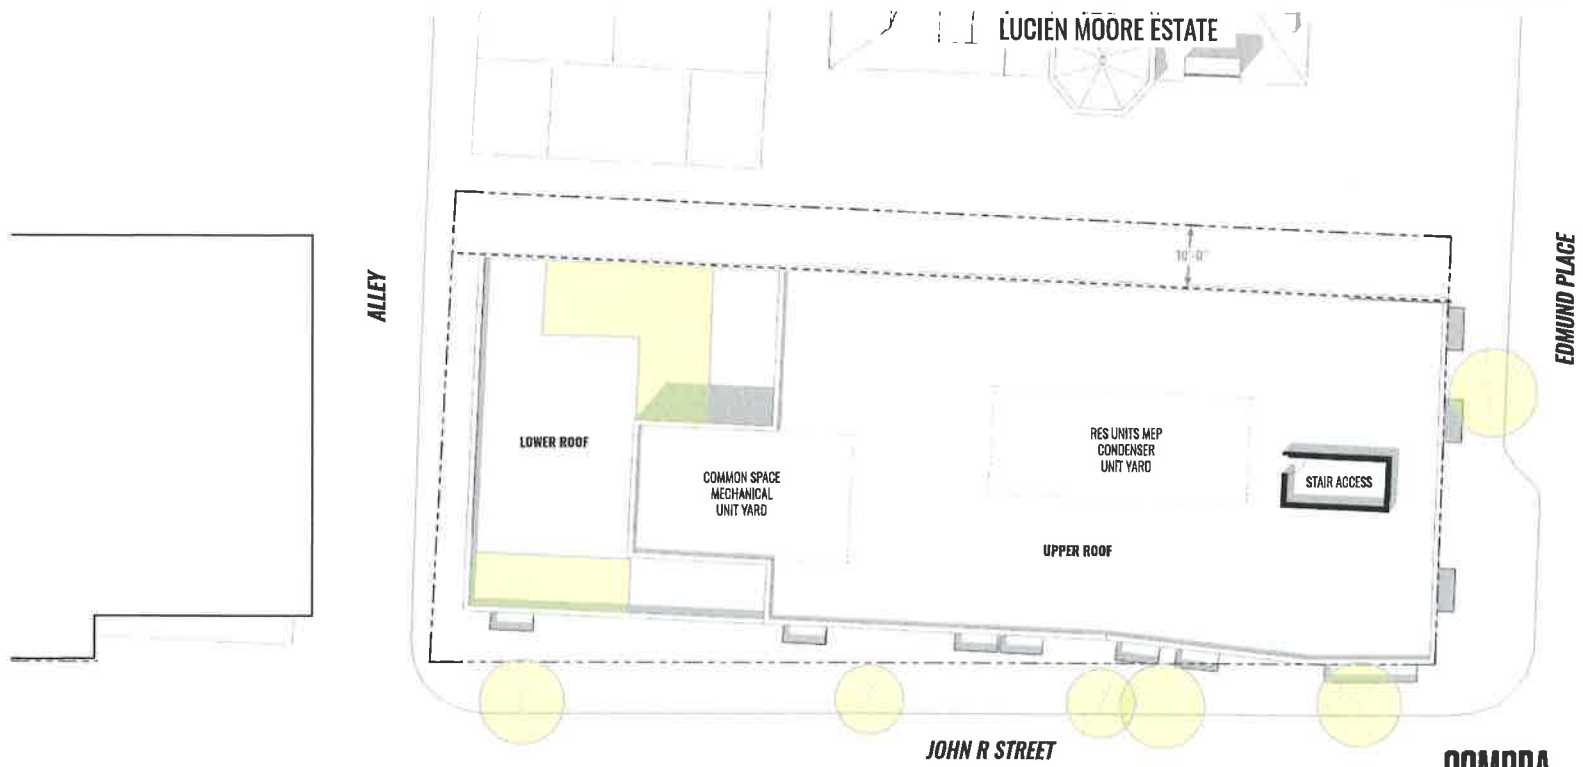 LUCIEN MOORE ESTATE
10'-0"
ALLEY
EDMUND PLACE
LOWER ROOF
COMMON SPACE
MECHANICAL
UNIT YARD
RES UNITS MEP
CONDENSER
UNIT YARD
STAIR ACCESS
UPPER ROOF
JOHN R STREET